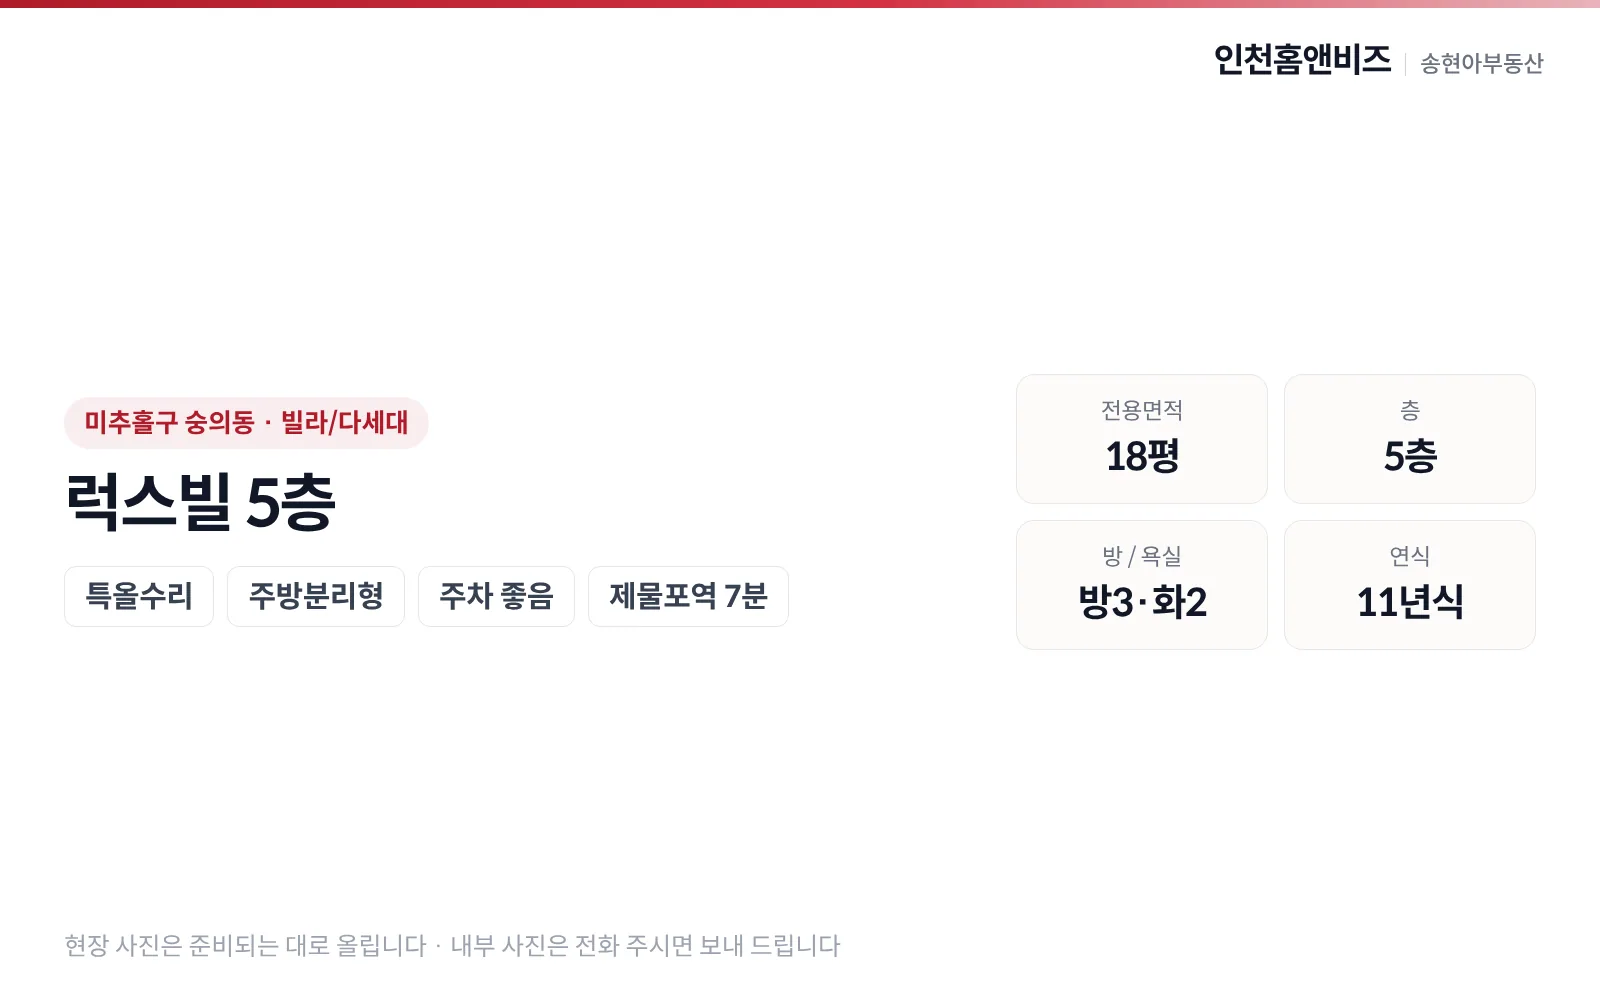 인천홈앤비즈 | 송현아부동산
미추홀구 숭의동 · 빌라/다세대
럭스빌 5층
특올수리
주방분리형
주차 좋음
제물포역 7분
전용면적
18평
층
5층
방 / 욕실
방3·화2
연식
11년식
현장 사진은 준비되는 대로 올립니다 · 내부 사진은 전화 주시면 보내 드립니다